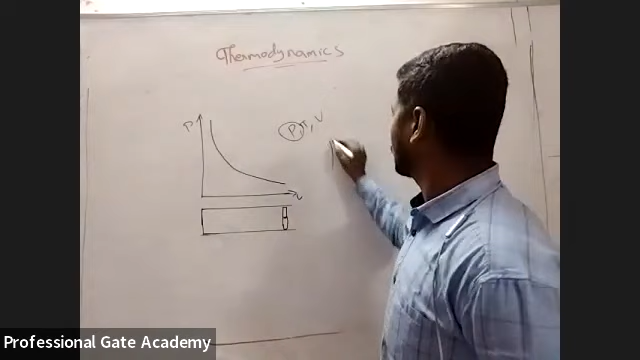 Thermodynamics
P
P, T, V
V
Professional Gate Academy